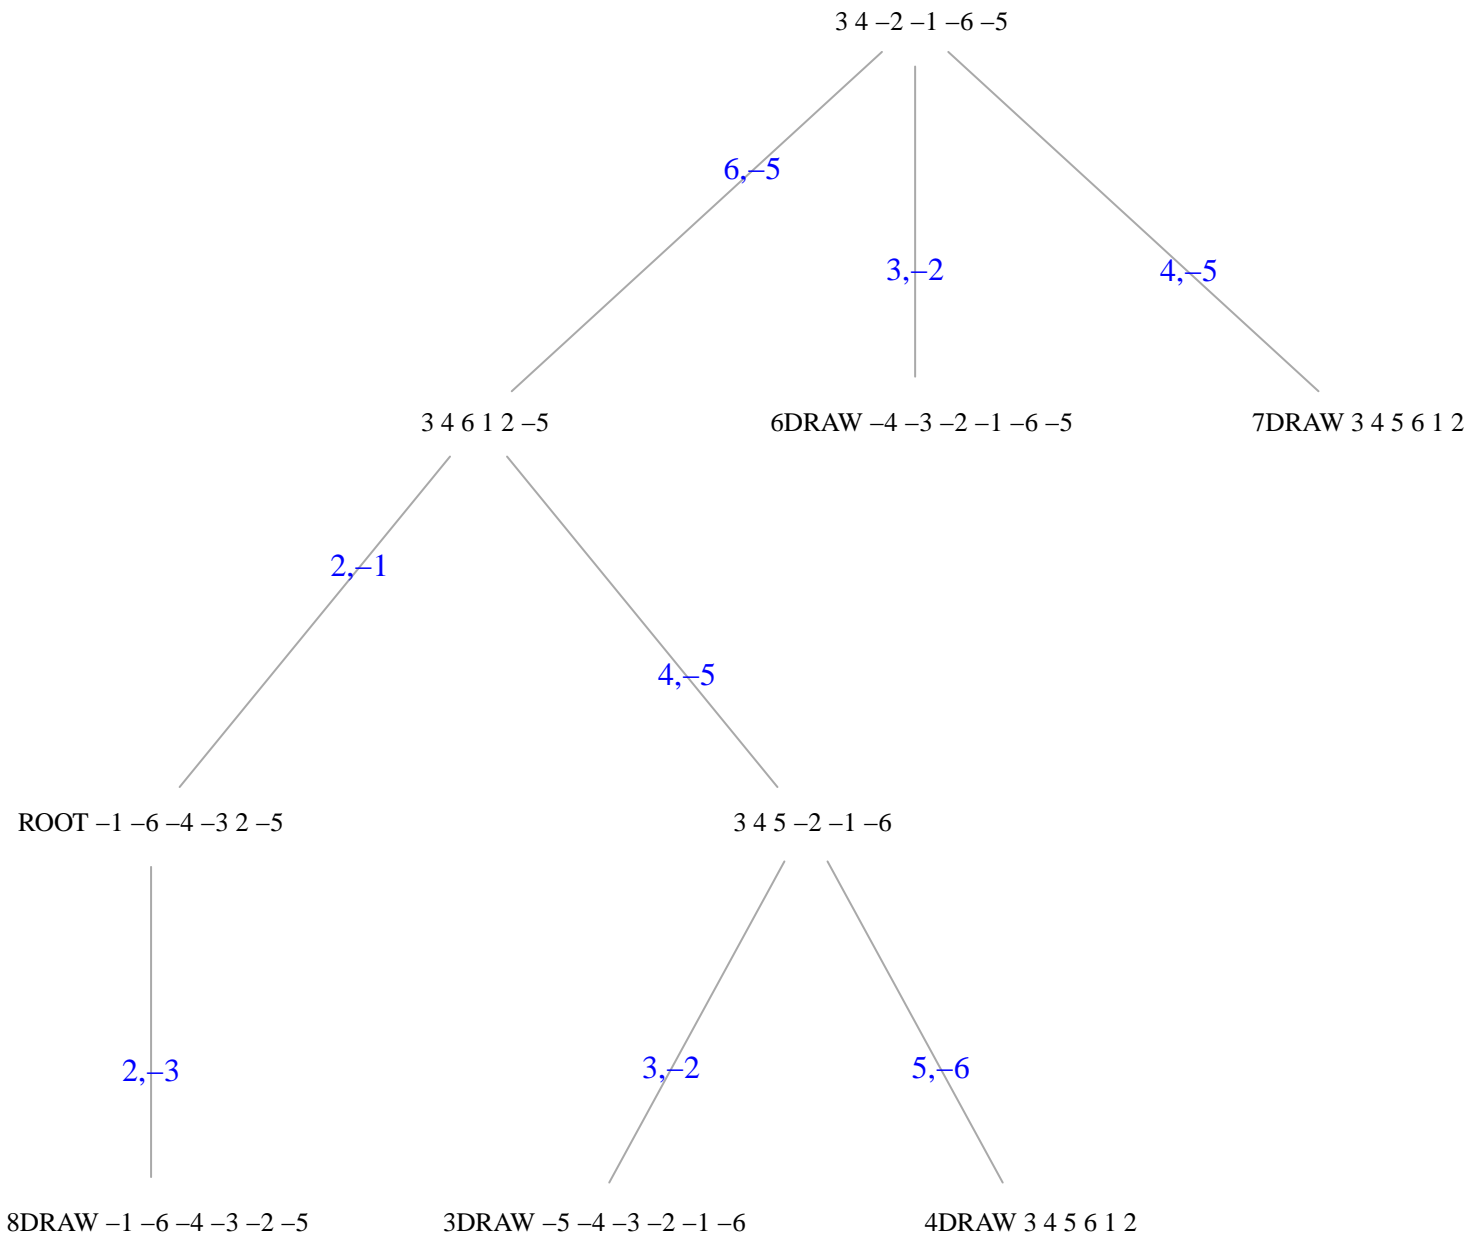 3 4 –2 –1 –6 –5
6,–5
3,–2
4,–5
3 4 6 1 2 –5
6DRAW –4 –3 –2 –1 –6 –5
7DRAW 3 4 5 6 1 2
2,–1
4,–5
ROOT –1 –6 –4 –3 2 –5
3 4 5 –2 –1 –6
2,–3
3,–2
5,–6
8DRAW –1 –6 –4 –3 –2 –5
3DRAW –5 –4 –3 –2 –1 –6
4DRAW 3 4 5 6 1 2